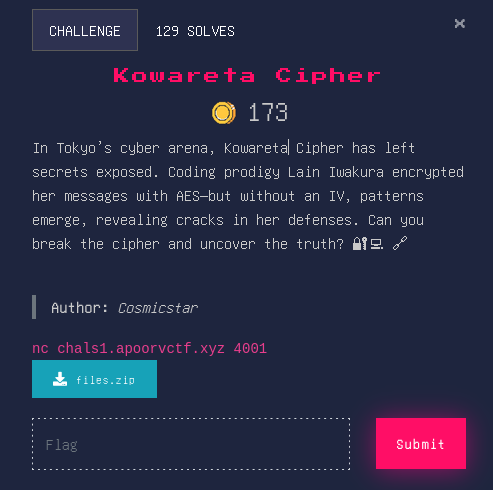 CHALLENGE
129 SOLVES
×
Kowareta Cipher
173
In Tokyo's cyber arena, Kowareta Cipher has left
secrets exposed. Coding prodigy Lain Iwakura encrypted
her messages with AES—but without an IV, patterns
emerge, revealing cracks in her defenses. Can you
break the cipher and uncover the truth? 🔐💻 🔗
Author: Cosmicstar
nc chals1.apoorvctf.xyz 4001
files.zip
Flag
Submit